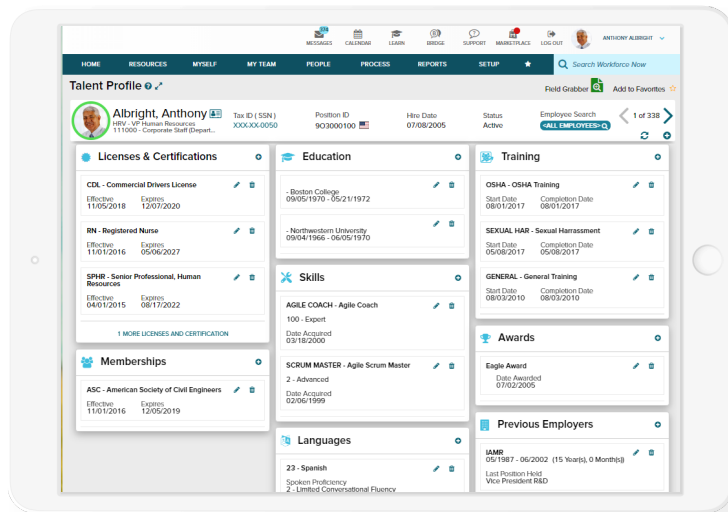 MESSAGES CALENDAR LEARN BRIDGE SUPPORT MARKETPLACE LOG OUT ANTHONY ALBRIGHT
HOME RESOURCES MYSELF MY TEAM PEOPLE PROCESS REPORTS SETUP Search Workforce Now
Talent Profile
Field Grabber Add to Favorites
Albright, Anthony
HRV - VP Human Resources
111000 - Corporate Staff (Depart...
Tax ID ( SSN )
XXX-XX-0050
Position ID
9O3000100
Hire Date
07/08/2005
Status
Active
Employee Search
<ALL EMPLOYEES>
1 of 338
Licenses & Certifications
CDL - Commercial Drivers License
Effective Expires
11/05/2018 12/07/2020
RN - Registered Nurse
Effective Expires
11/01/2016 05/06/2027
SPHR - Senior Professional, Human
Resources
Effective Expires
04/01/2015 08/17/2022
1 MORE LICENSES AND CERTIFICATION
Memberships
ASC - American Society of Civil Engineers
Effective Expires
11/01/2016 12/05/2019
Education
- Boston College
09/05/1970 - 05/21/1972
- Northwestern University
09/04/1966 - 06/05/1970
Skills
AGILE COACH - Agile Coach
100 - Expert
Date Acquired
03/18/2000
SCRUM MASTER - Agile Scrum Master
2 - Advanced
Date Acquired
02/06/1999
Languages
23 - Spanish
Spoken Proficiency
2 - Limited Conversational Fluency
Training
OSHA - OSHA Training
Start Date Completion Date
08/01/2017 08/01/2017
SEXUAL HAR - Sexual Harrassment
Start Date Completion Date
05/08/2017 05/08/2017
GENERAL - General Training
Start Date Completion Date
08/03/2010 08/03/2010
Awards
Eagle Award
Date Awarded
07/02/2005
Previous Employers
IAMR
05/1987 - 06/2002 (15 Year(s), 0 Month(s))
Last Position Held
Vice President R&D